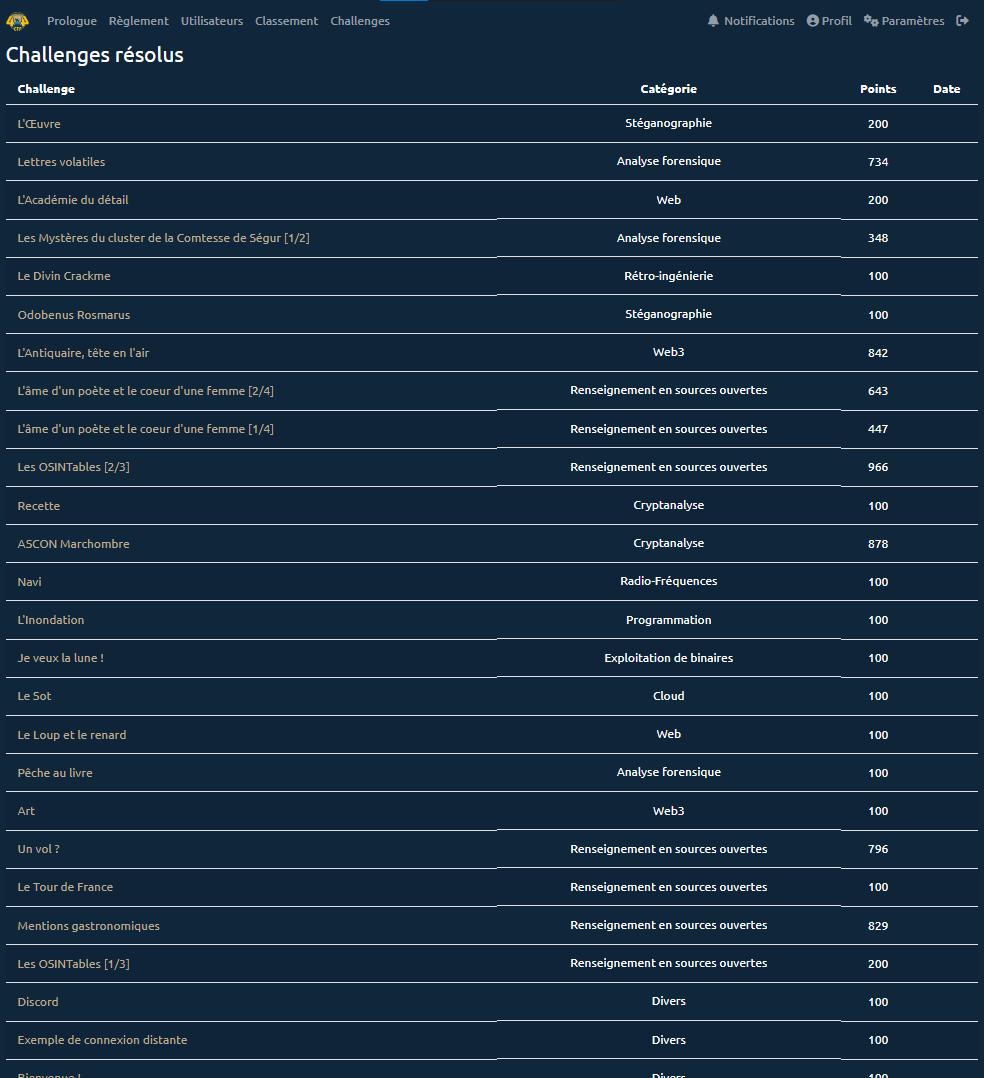 Prologue Règlement Utilisateurs Classement Challenges Notifications Profil Paramètres
Challenges résolus
Challenge Catégorie Points Date
L'Œuvre Stéganographie 200
Lettres volatiles Analyse forensique 734
L'Académie du détail Web 200
Les Mystères du cluster de la Comtesse de Ségur [1/2] Analyse forensique 348
Le Divin Crackme Rétro-ingénierie 100
Odobenus Rosmarus Stéganographie 100
L'Antiquaire, tête en l'air Web3 842
L'âme d'un poète et le coeur d'une femme [2/4] Renseignement en sources ouvertes 643
L'âme d'un poète et le coeur d'une femme [1/4] Renseignement en sources ouvertes 447
Les OSINTables [2/3] Renseignement en sources ouvertes 966
Recette Cryptanalyse 100
ASCON Marchombre Cryptanalyse 878
Navi Radio-Fréquences 100
L'Inondation Programmation 100
Je veux la lune ! Exploitation de binaires 100
Le Sot Cloud 100
Le Loup et le renard Web 100
Pêche au livre Analyse forensique 100
Art Web3 100
Un vol ? Renseignement en sources ouvertes 796
Le Tour de France Renseignement en sources ouvertes 100
Mentions gastronomiques Renseignement en sources ouvertes 829
Les OSINTables [1/3] Renseignement en sources ouvertes 200
Discord Divers 100
Exemple de connexion distante Divers 100
Bienvenue ! Divers 100